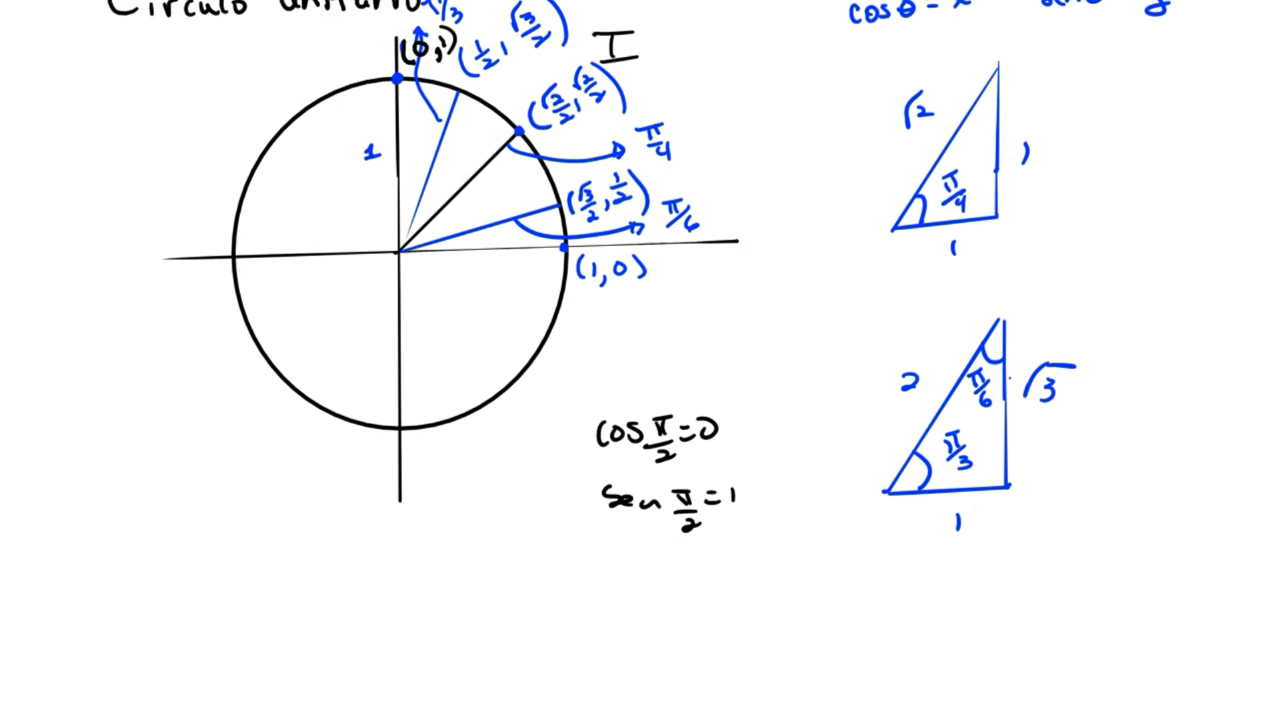 Círculo unitario
π/3
cos θ = x
(0,1)
(1/2, √3/2)
I
(√2/2, √2/2)
√2
π/4
1
1
π/4
(√3/2, 1/2)
π/6
1
(1,0)
2
π/6
√3
π/3
cos π/2 = 0
sen π/2 = 1
1